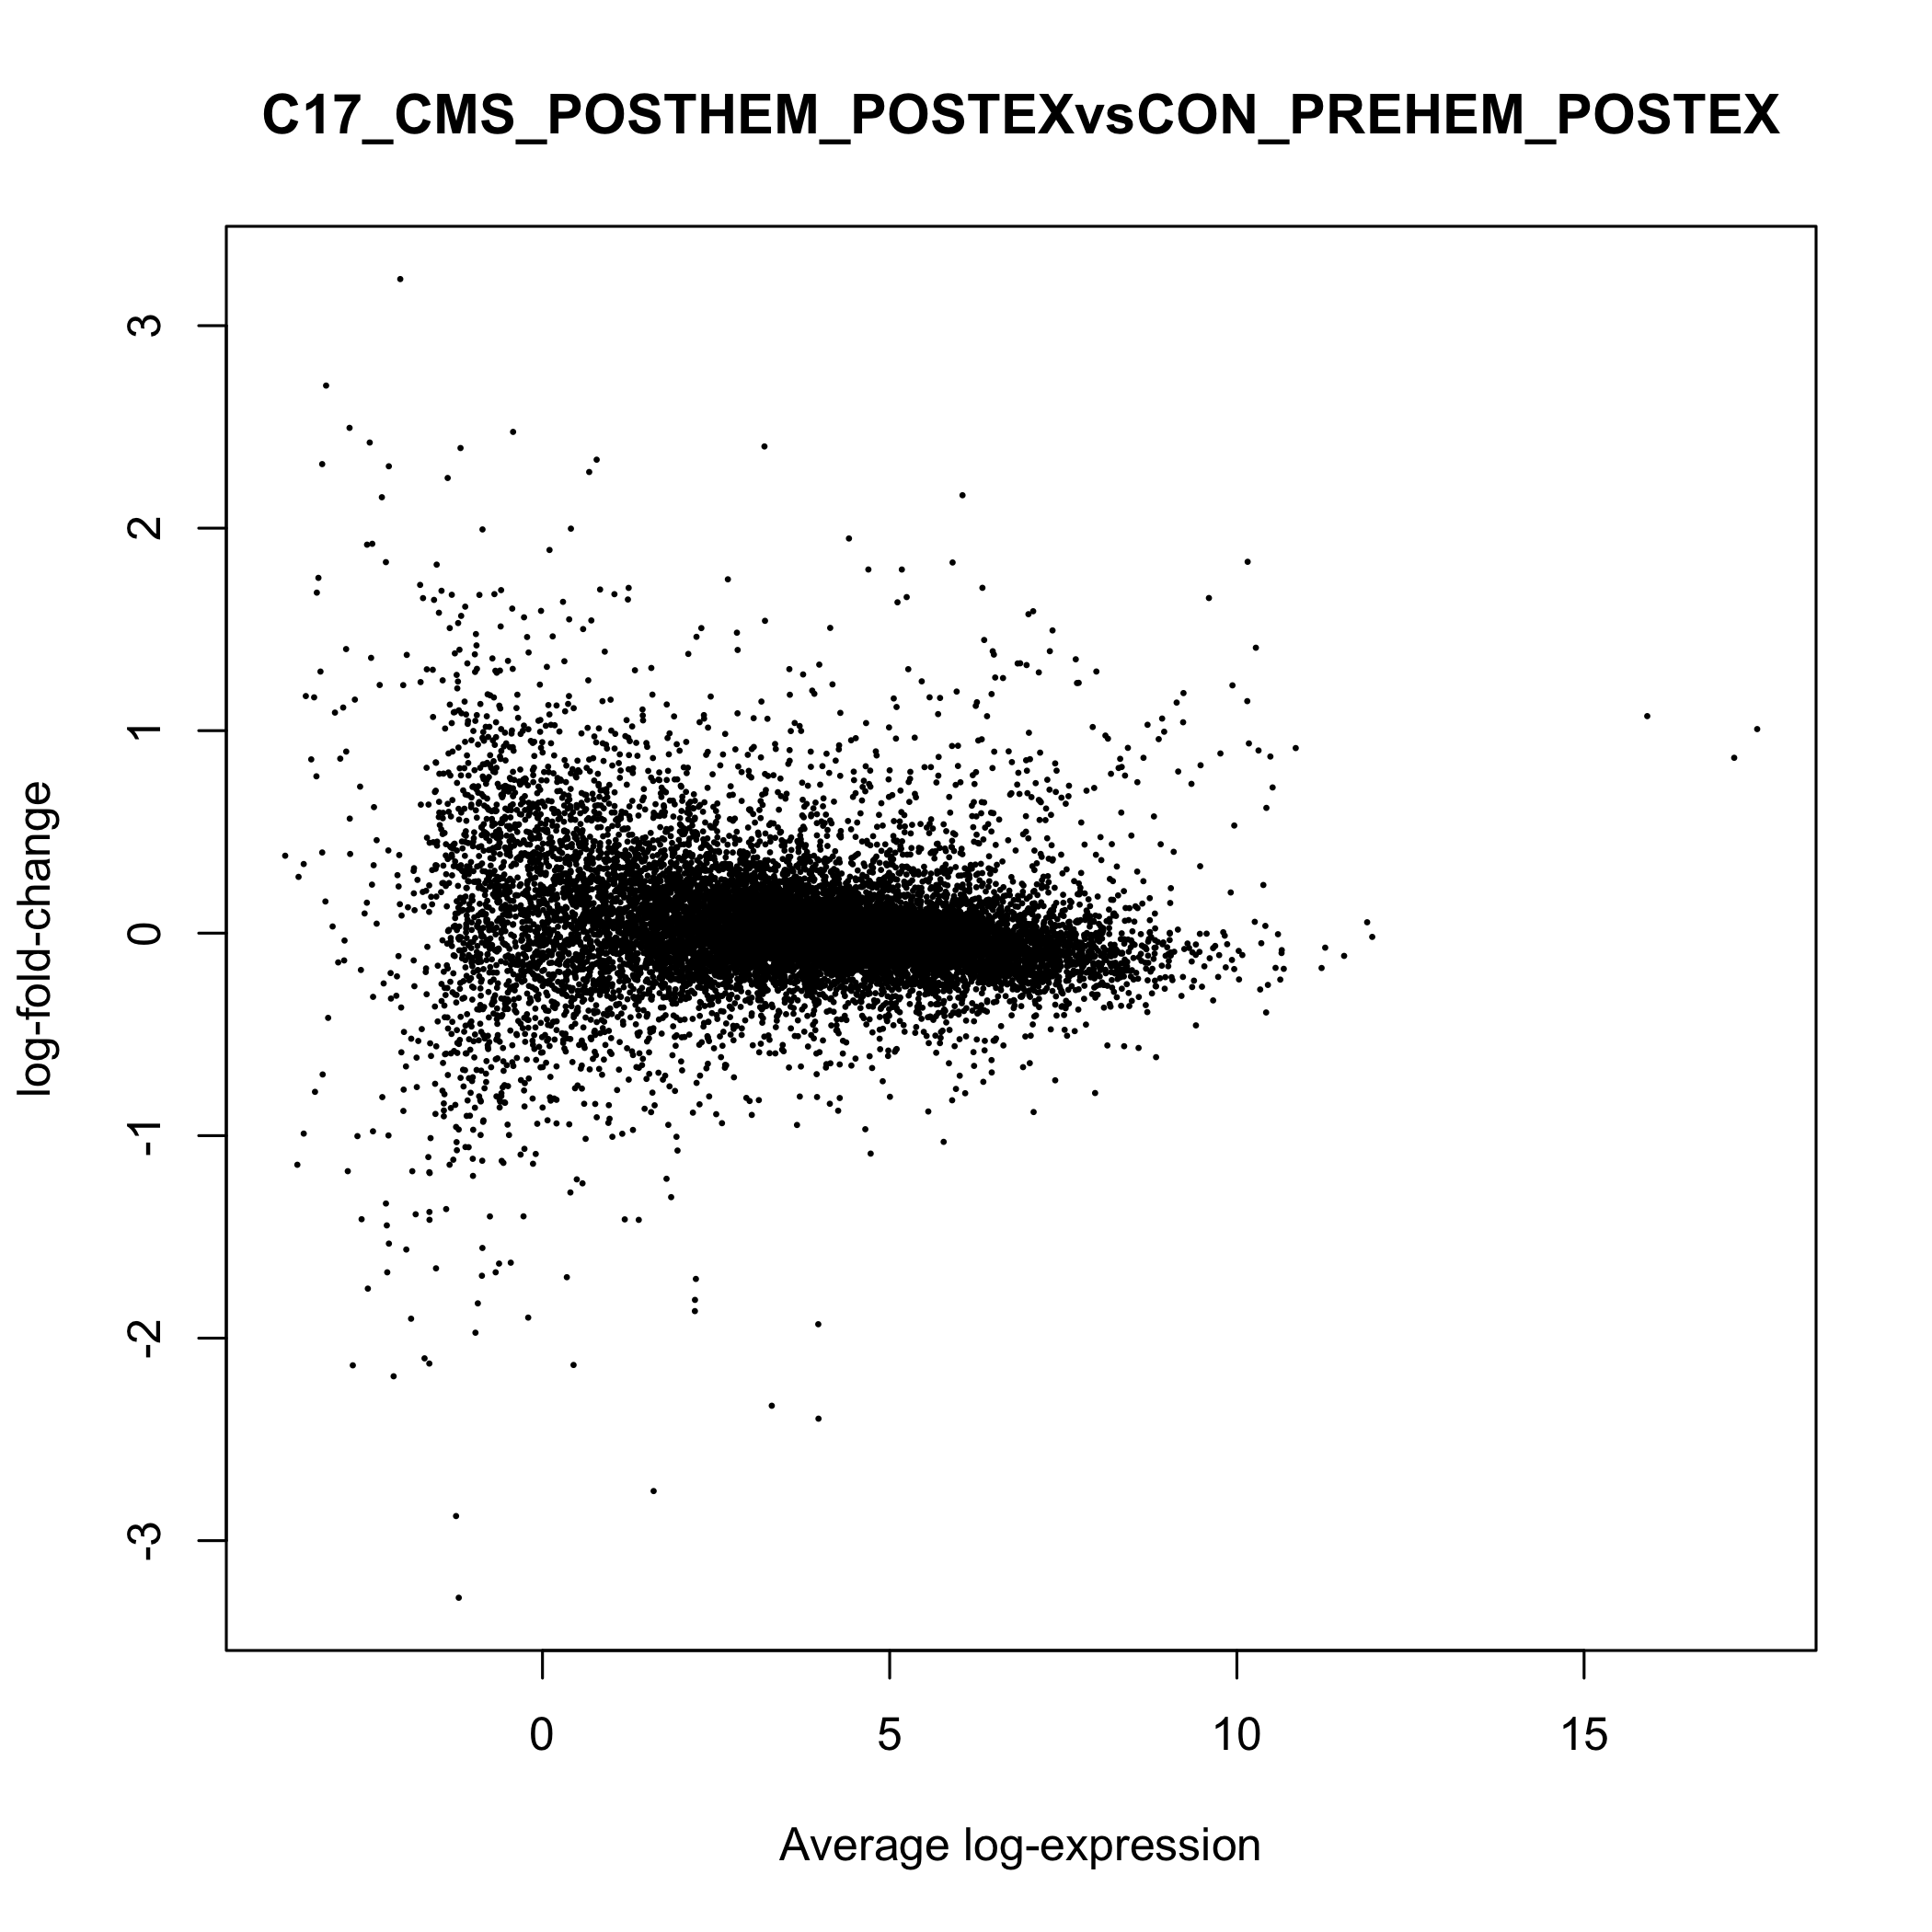 C17_CMS_POSTHEM_POSTEXvsCON_PREHEM_POSTEX
3
2
1
0
-1
-2
-3
log-fold-change
0 5 10 15
Average log-expression